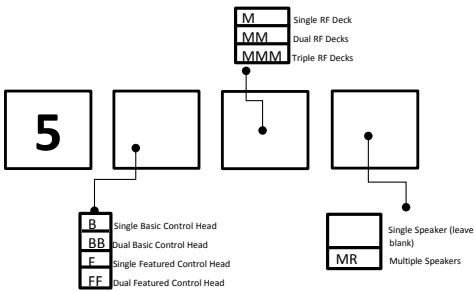 M Single RF Deck
MM Dual RF Decks
MMM Triple RF Decks
5
B Single Basic Control Head
BB Dual Basic Control Head
F Single Featured Control Head
FF Dual Featured Control Head
Single Speaker (leave
blank)
MR Multiple Speakers